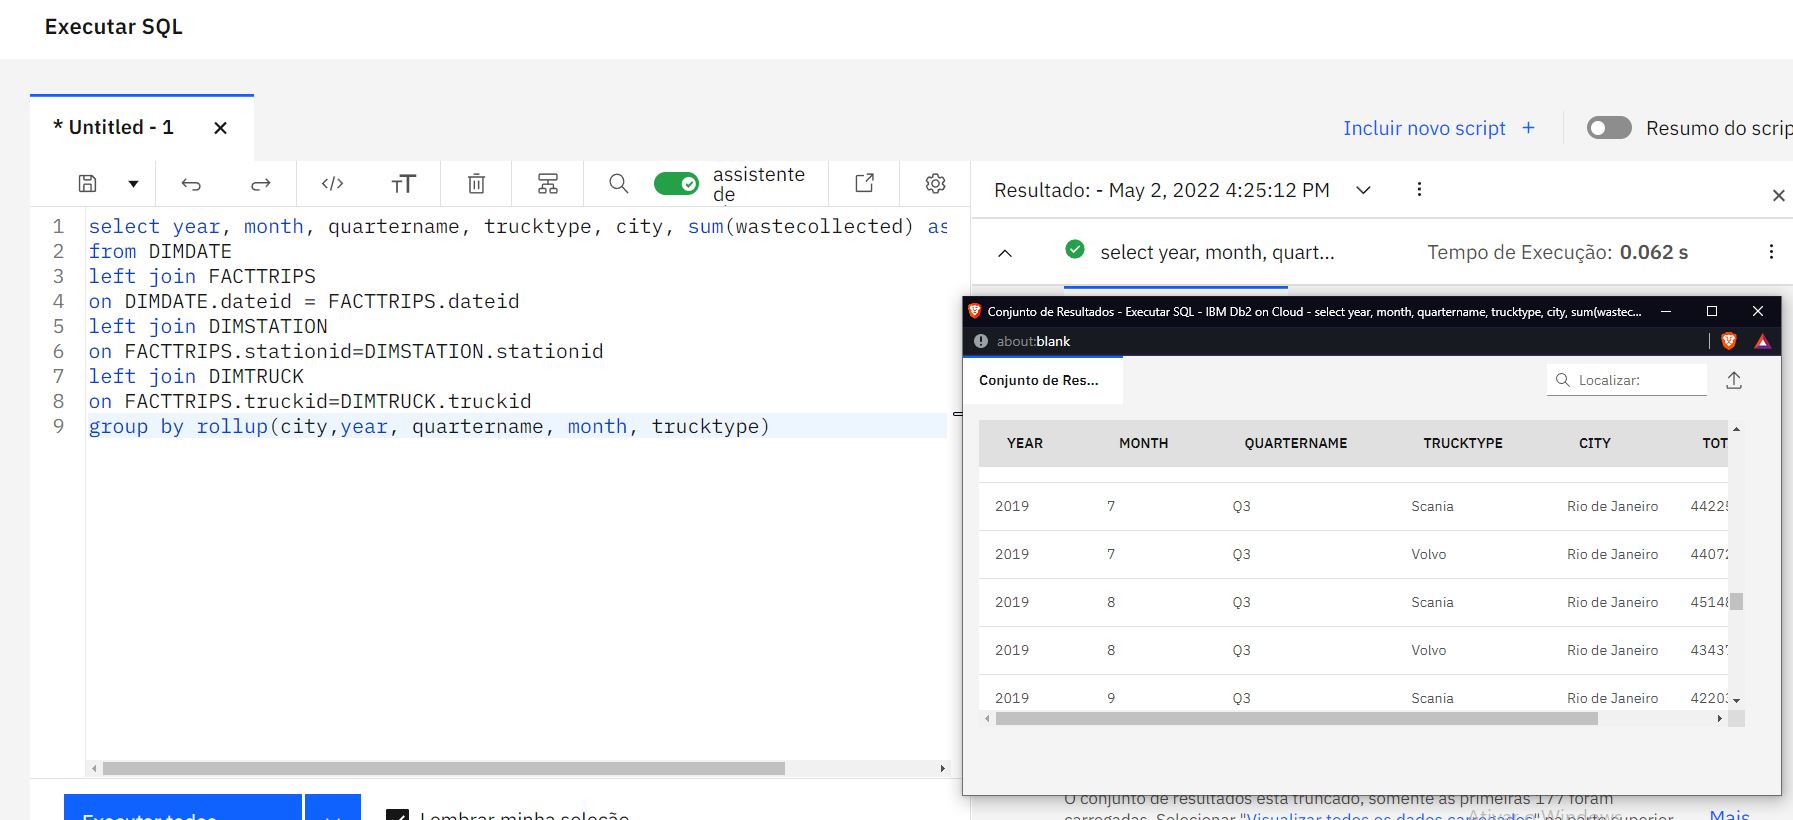 Executar SQL
* Untitled - 1
Incluir novo script +
Resumo do scrip
assistente
de
Resultado: - May 2, 2022 4:25:12 PM
select year, month, quart...
Tempo de Execução: 0.062 s
1 select year, month, quartername, trucktype, city, sum(wastecollected) as
2 from DIMDATE
3 left join FACTTRIPS
4 on DIMDATE.dateid = FACTTRIPS.dateid
5 left join DIMSTATION
6 on FACTTRIPS.stationid=DIMSTATION.stationid
7 left join DIMTRUCK
8 on FACTTRIPS.truckid=DIMTRUCK.truckid
9 group by rollup(city,year, quartername, month, trucktype)
Conjunto de Resultados - Executar SQL - IBM Db2 on Cloud - select year, month, quartername, trucktype, city, sum(wastec...
about:blank
Conjunto de Res...
Localizar:
YEAR MONTH QUARTERNAME TRUCKTYPE CITY TOT
2019 7 Q3 Scania Rio de Janeiro 44225
2019 7 Q3 Volvo Rio de Janeiro 44072
2019 8 Q3 Scania Rio de Janeiro 45148
2019 8 Q3 Volvo Rio de Janeiro 43437
2019 9 Q3 Scania Rio de Janeiro 42203
O conjunto de resultados está truncado, somente as primeiras 177 foram
carregadas. Selecionar "Visualizar todos os dados carregados" na parte superior
Mais
Ativar o Windows
Executar todos
Lembrar minha seleção